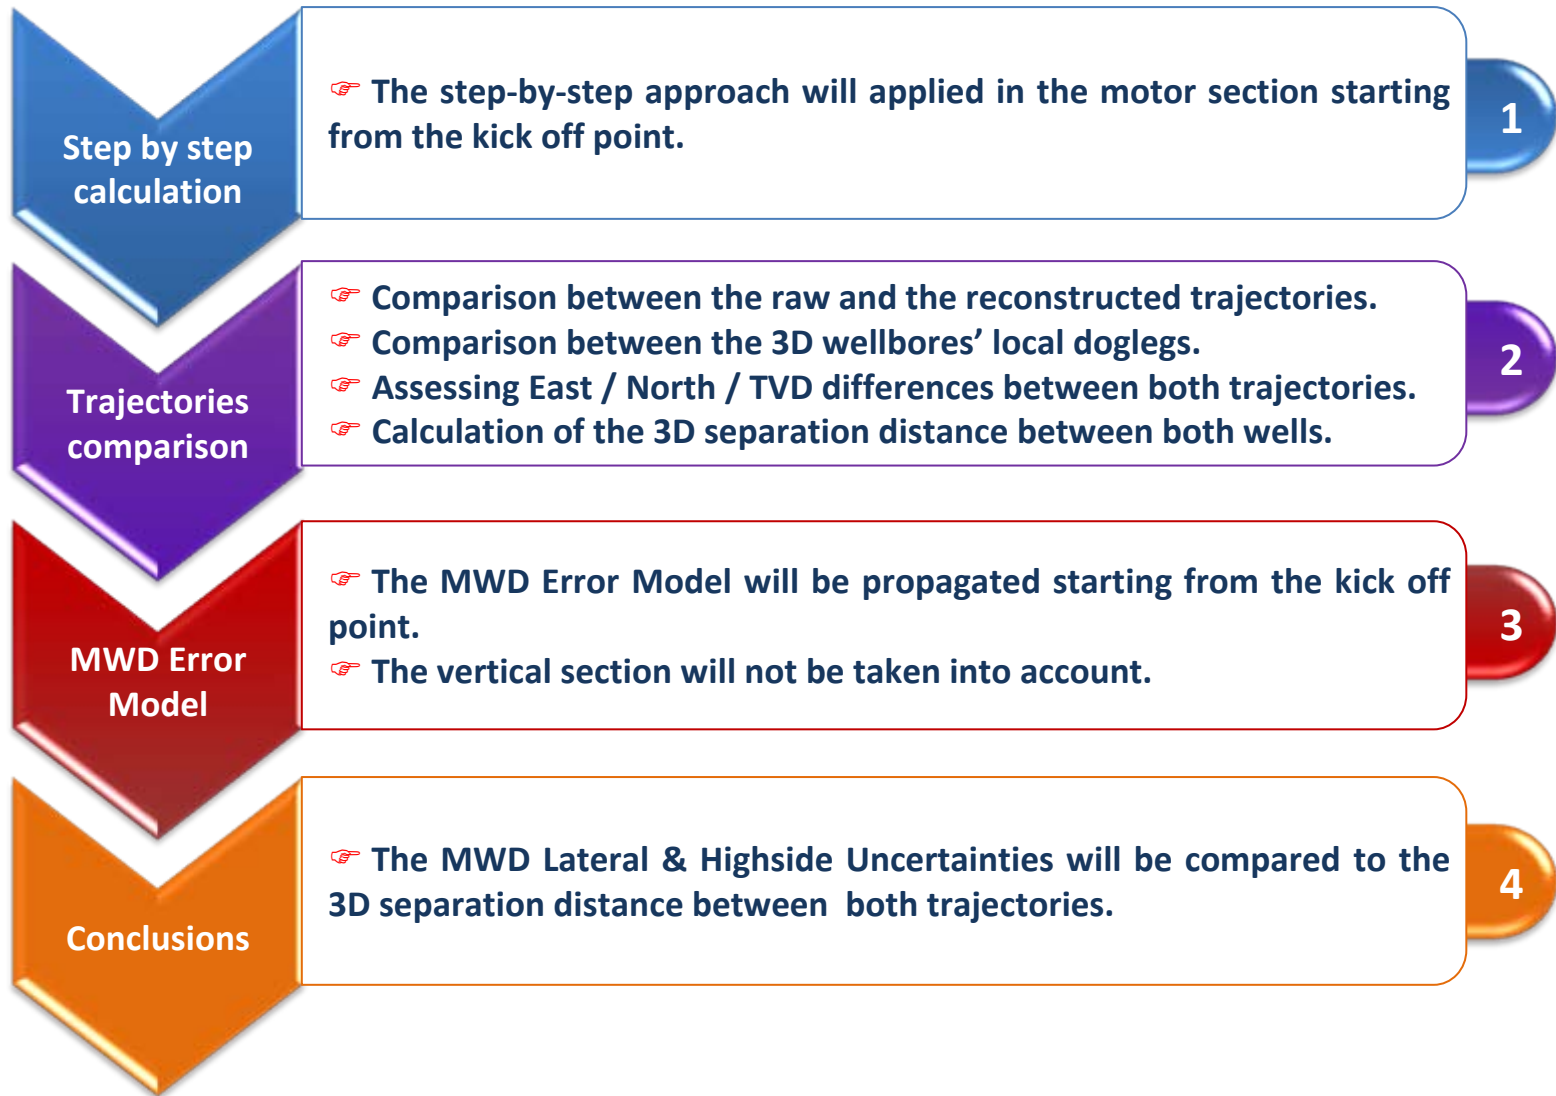 Step by step
calculation
☞ The step-by-step approach will applied in the motor section starting
from the kick off point.
1
Trajectories
comparison
☞ Comparison between the raw and the reconstructed trajectories.
☞ Comparison between the 3D wellbores’ local doglegs.
☞ Assessing East / North / TVD differences between both trajectories.
☞ Calculation of the 3D separation distance between both wells.
2
MWD Error
Model
☞ The MWD Error Model will be propagated starting from the kick off
point.
☞ The vertical section will not be taken into account.
3
Conclusions
☞ The MWD Lateral & Highside Uncertainties will be compared to the
3D separation distance between  both trajectories.
4